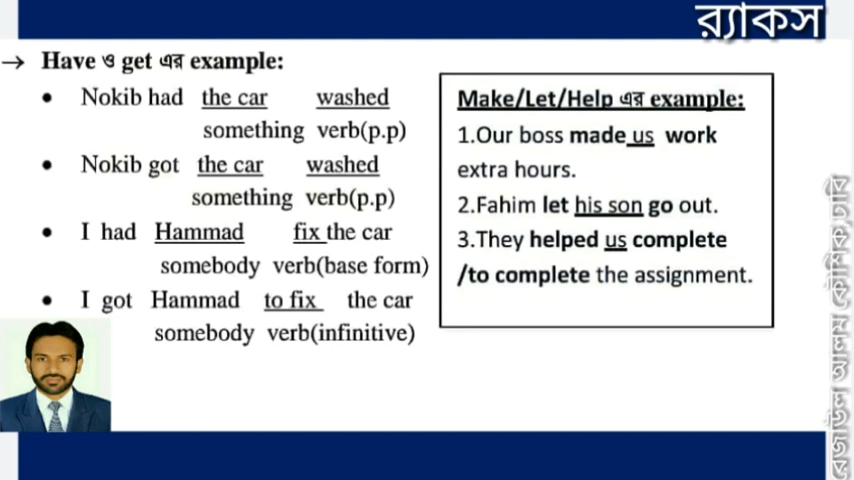 র‍্যাকস
→ Have ও get এর example:
• Nokib had the car washed
something verb(p.p)
• Nokib got the car washed
something verb(p.p)
• I had Hammad fix the car
somebody verb(base form)
• I got Hammad to fix the car
somebody verb(infinitive)
Make/Let/Help এর example:
1.Our boss made us work
extra hours.
2.Fahim let his son go out.
3.They helped us complete
/to complete the assignment.
রেজাউল আলম কৌশিক,ঢাবি